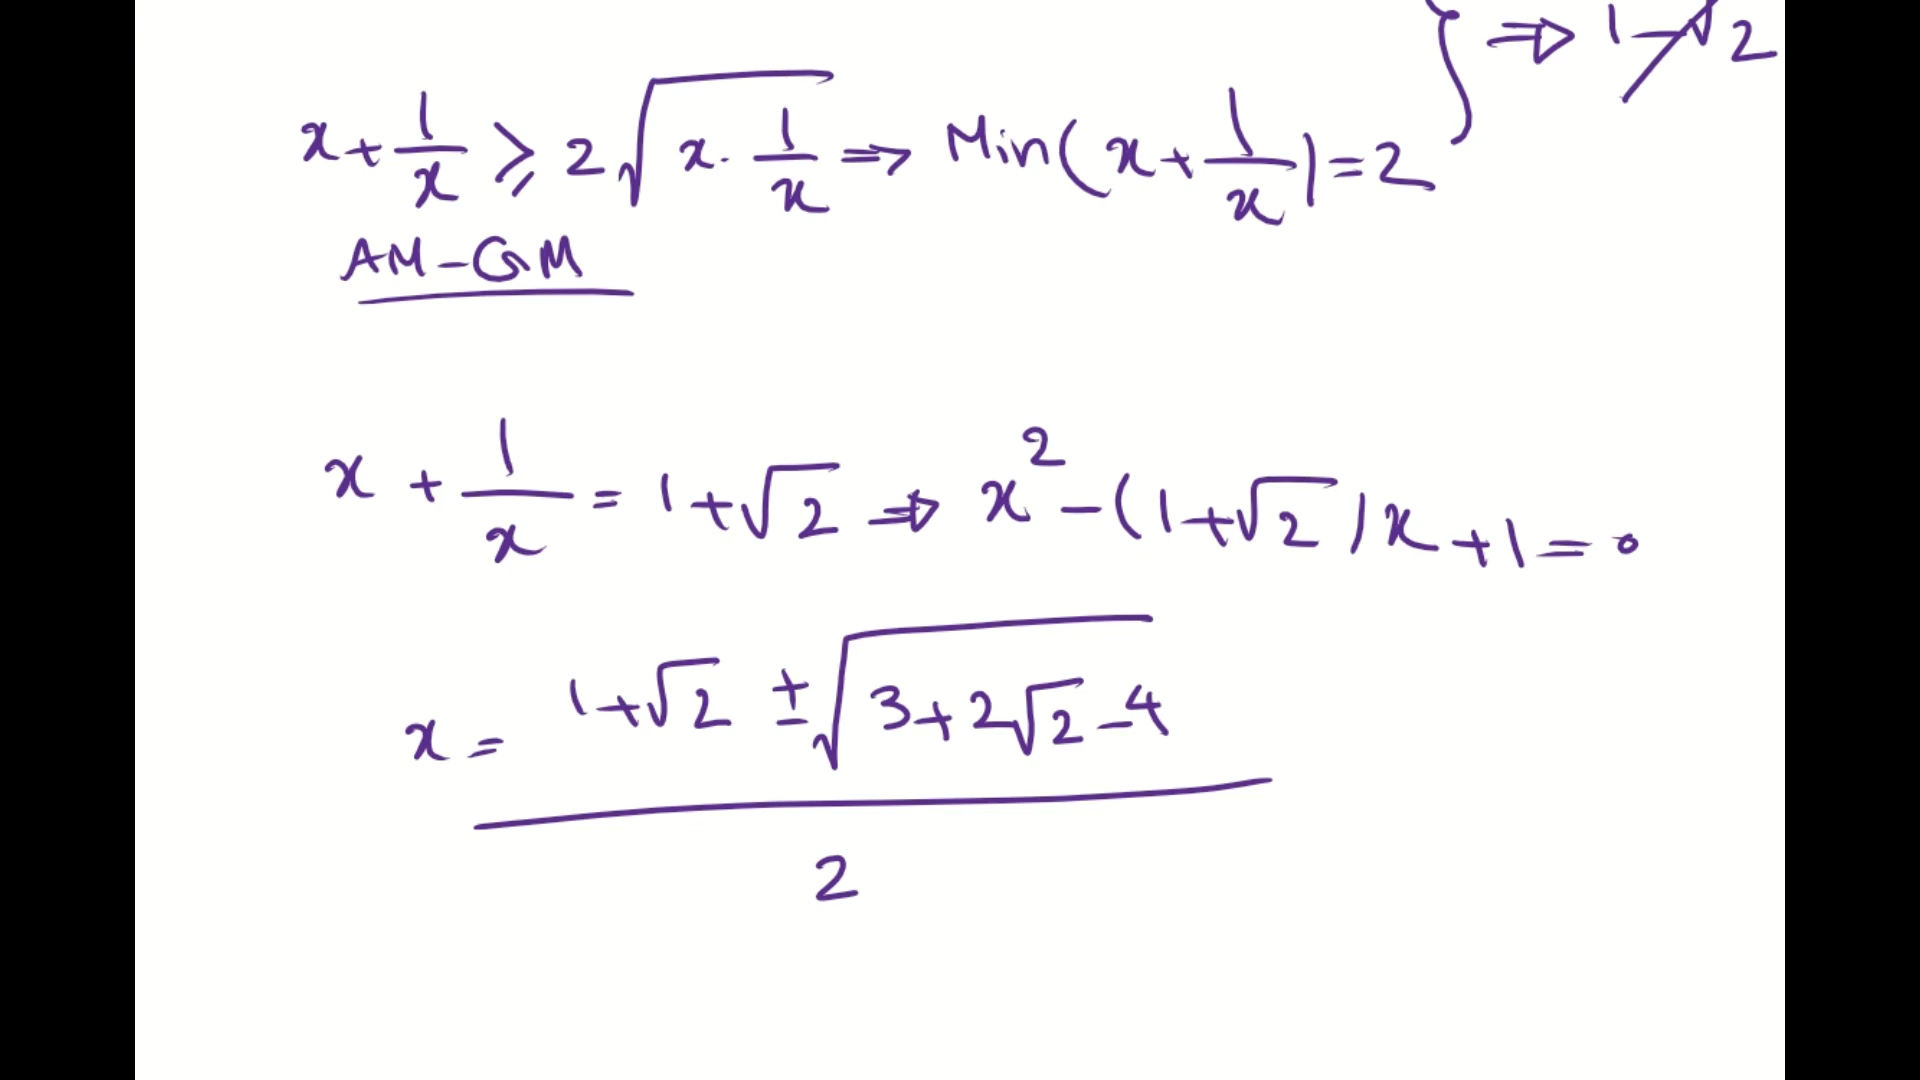 } ⇒ 1-√2
x + 1/x ⩾ 2√(x · 1/x) ⇒ Min(x + 1/x) = 2
AM-GM
x + 1/x = 1+√2 ⇒ x² - (1+√2)x + 1 = 0
x = (1+√2 ± √(3+2√2-4))/2